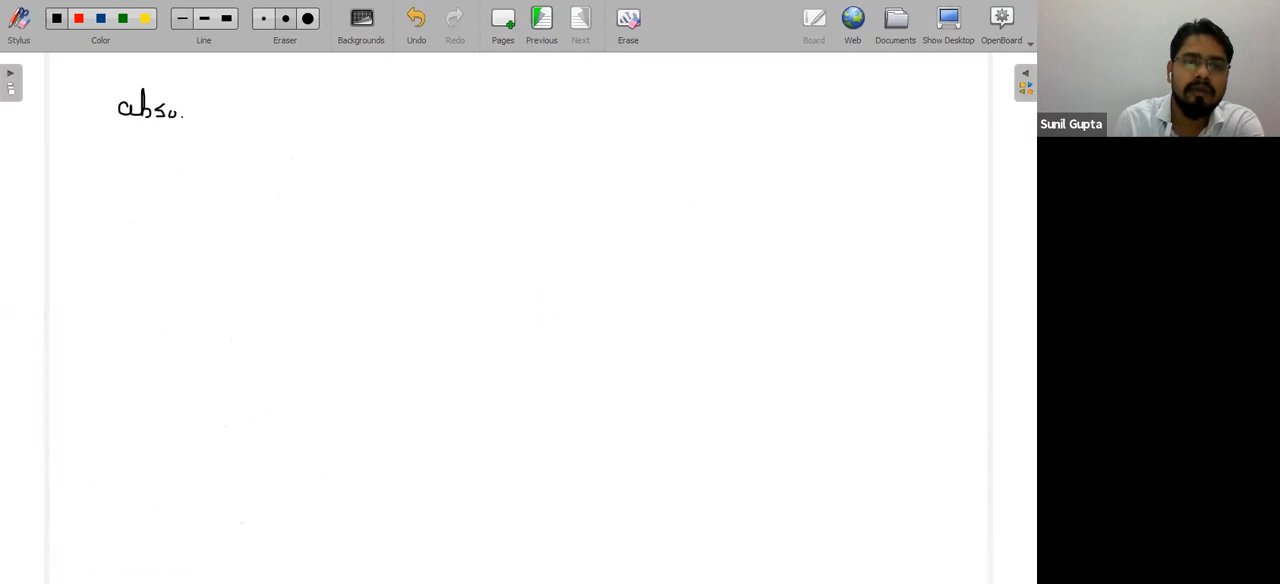 Stylus
Color
Line
Eraser
Backgrounds
Undo
Redo
Pages
Previous
Next
Erase
Board
Web
Documents
Show Desktop
OpenBoard
abso.
Sunil Gupta